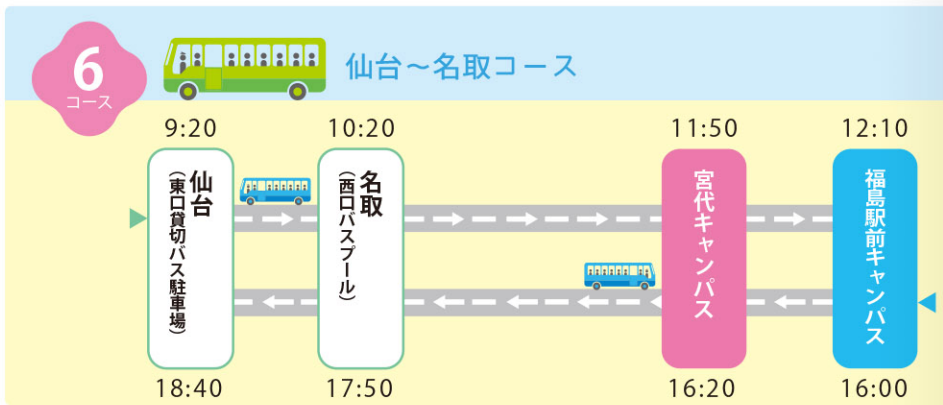 6
コース
仙台～名取コース
9:20
10:20
11:50
12:10
仙台
(東口貸切バス駐車場)
名取
(西口バスプール)
宮代キャンパス
福島駅前キャンパス
18:40
17:50
16:20
16:00